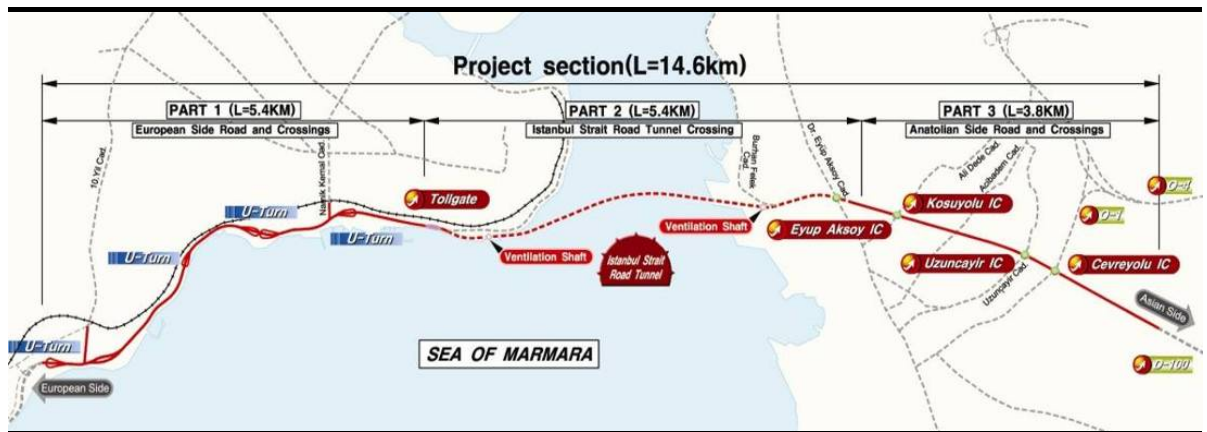 Project section(L=14.6km)
PART 1 (L=5.4KM)
European Side Road and Crossings
PART 2 (L=5.4KM)
Istanbul Strait Road Tunnel Crossing
PART 3 (L=3.8KM)
Anatolian Side Road and Crossings
10.Yıl Cad.
Namık Kemal Cad.
Burhan Felek
Cad.
Dr. Eyüp Aksoy Cad.
Ali Dede Cad.
Acıbadem Cad.
Tollgate
U-Turn
U-Turn
U-Turn
U-Turn
Ventilation Shaft
Ventilation Shaft
Istanbul Strait
Road Tunnel
Eyup Aksoy IC
Kosuyolu IC
Uzuncayir IC
Cevreyolu IC
Uzunçayır Cad.
O-4
O-1
O-100
Asian Side
European Side
SEA OF MARMARA